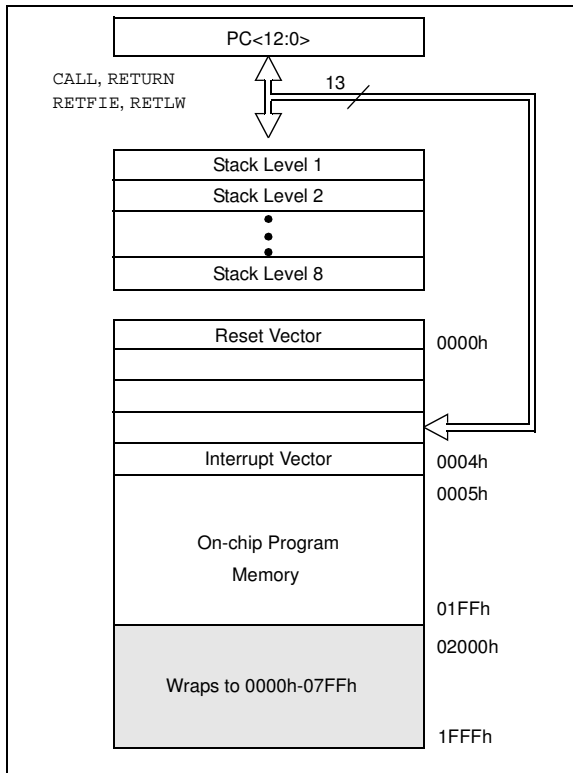 PC<12:0>
CALL, RETURN
RETFIE, RETLW
13
Stack Level 1
Stack Level 2
Stack Level 8
Reset Vector
0000h
Interrupt Vector
0004h
0005h
On-chip Program
Memory
01FFh
02000h
Wraps to 0000h-07FFh
1FFFh